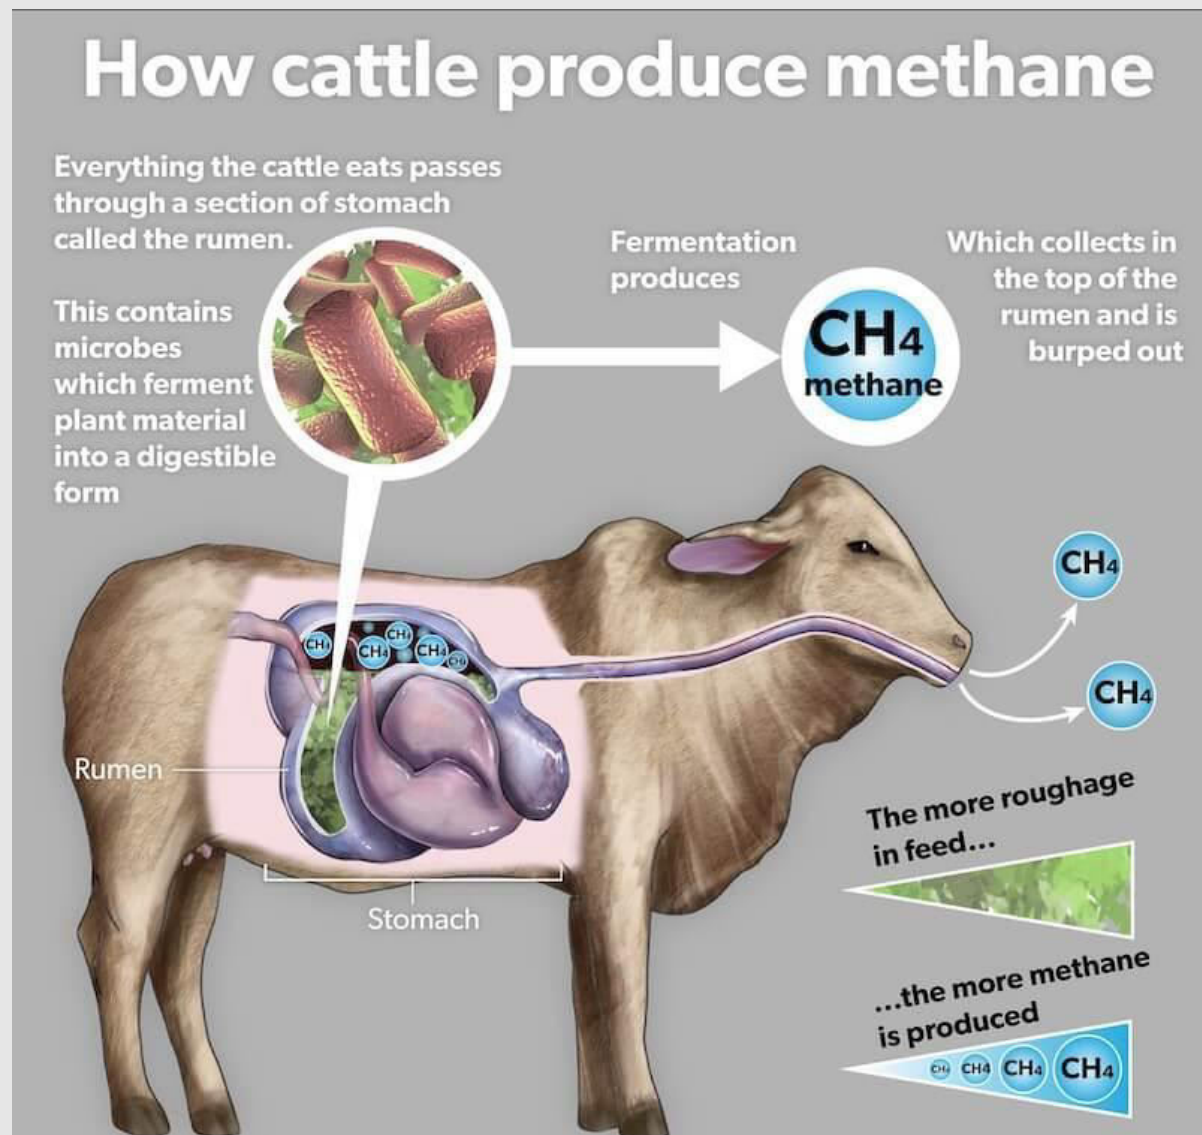 How cattle produce methane
Everything the cattle eats passes
through a section of stomach
called the rumen.
This contains
microbes
which ferment
plant material
into a digestible
form
Fermentation
produces
CH4
methane
Which collects in
the top of the
rumen and is
burped out
CH4
CH4
CH4
CH4
CH4
CH4
CH4
Rumen
Stomach
The more roughage
in feed...
...the more methane
is produced
CH4 CH4 CH4 CH4